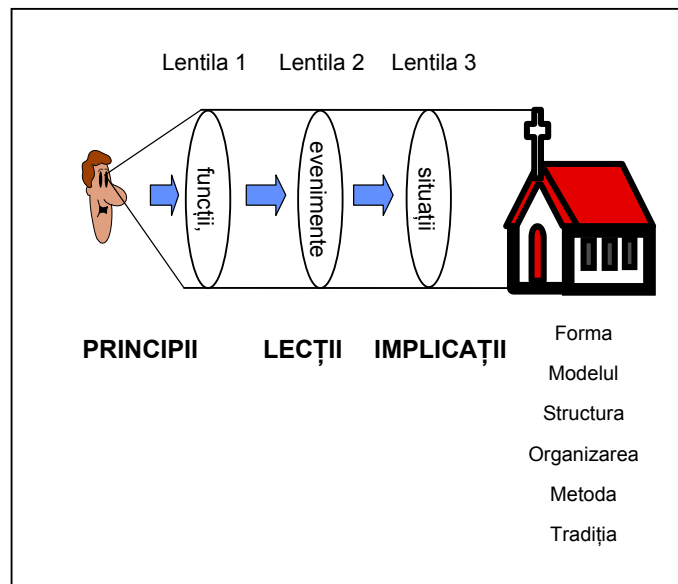 Lentila 1 Lentila 2 Lentila 3
funcții,
evenimente
situații
PRINCIPII LECȚII IMPLICAȚII
Forma
Modelul
Structura
Organizarea
Metoda
Tradiția